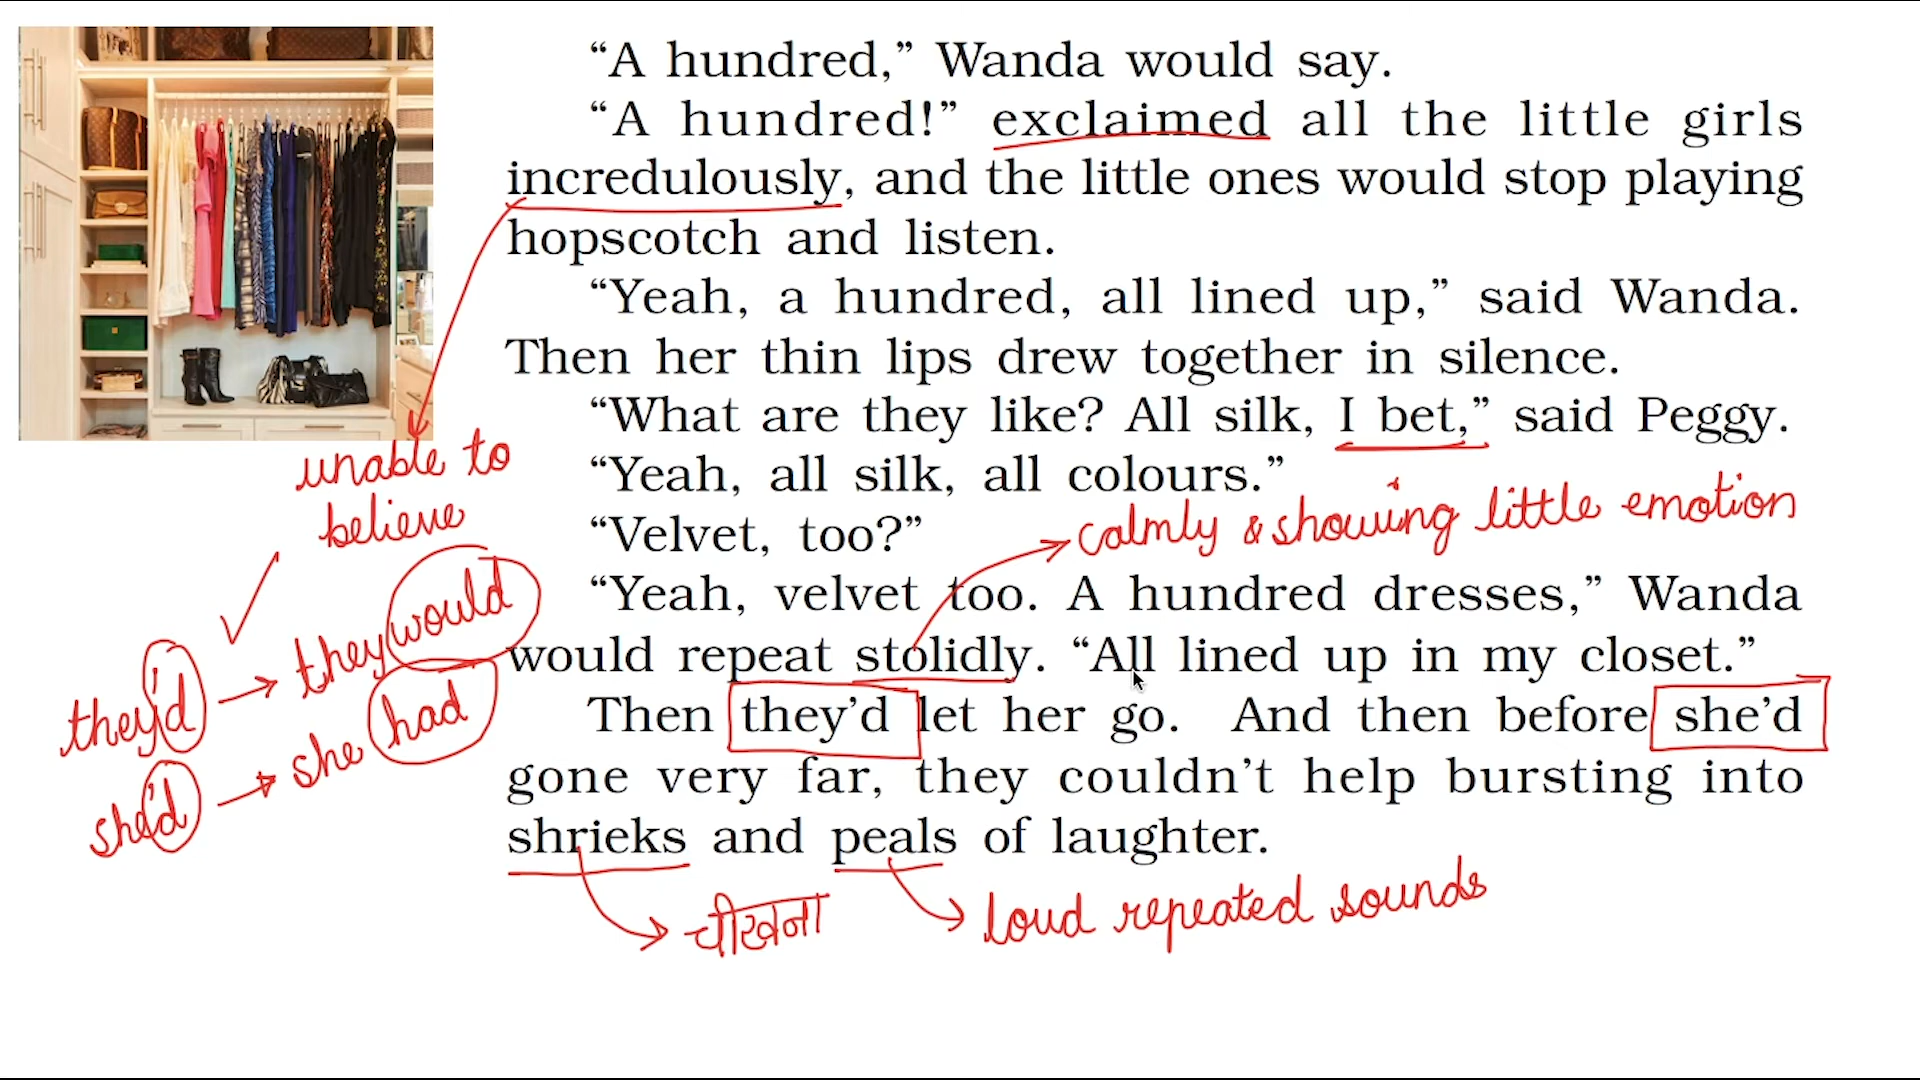 “A hundred,” Wanda would say.
“A hundred!” exclaimed all the little girls
incredulously, and the little ones would stop playing
hopscotch and listen.
“Yeah, a hundred, all lined up,” said Wanda.
Then her thin lips drew together in silence.
“What are they like? All silk, I bet,” said Peggy.
“Yeah, all silk, all colours.”
“Velvet, too?”
“Yeah, velvet too. A hundred dresses,” Wanda
would repeat stolidly. “All lined up in my closet.”
Then they’d let her go. And then before she’d
gone very far, they couldn’t help bursting into
shrieks and peals of laughter.
unable to
believe
calmly & showing little emotion
they'd → they would
she'd → she had
चीखना
loud repeated sounds